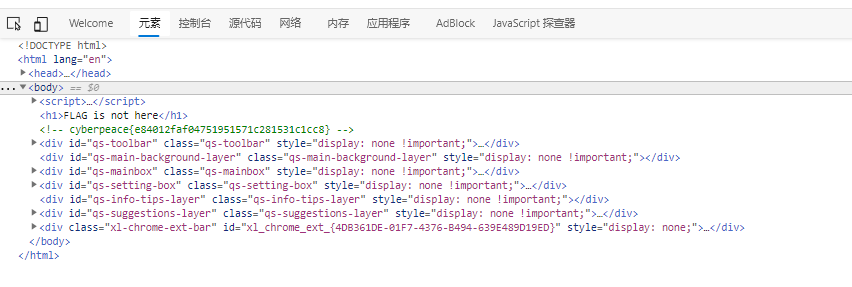 Welcome 元素 控制台 源代码 网络 内存 应用程序 AdBlock JavaScript 探查器
<!DOCTYPE html>
<html lang="en">
<head>…</head>
... <body> == $0
<script>…</script>
<h1>FLAG is not here</h1>
<!-- cyberpeace{e84012faf04751951571c281531c1cc8} -->
<div id="qs-toolbar" class="qs-toolbar" style="display: none !important;">…</div>
<div id="qs-main-background-layer" class="qs-main-background-layer" style="display: none !important;"></div>
<div id="qs-mainbox" class="qs-mainbox" style="display: none !important;">…</div>
<div id="qs-setting-box" class="qs-setting-box" style="display: none !important;">…</div>
<div id="qs-info-tips-layer" class="qs-info-tips-layer" style="display: none !important;"></div>
<div id="qs-suggestions-layer" class="qs-suggestions-layer" style="display: none !important;">…</div>
<div class="xl-chrome-ext-bar" id="xl_chrome_ext_{4DB361DE-01F7-4376-B494-639E489D19ED}" style="display: none;">…</div>
</body>
</html>